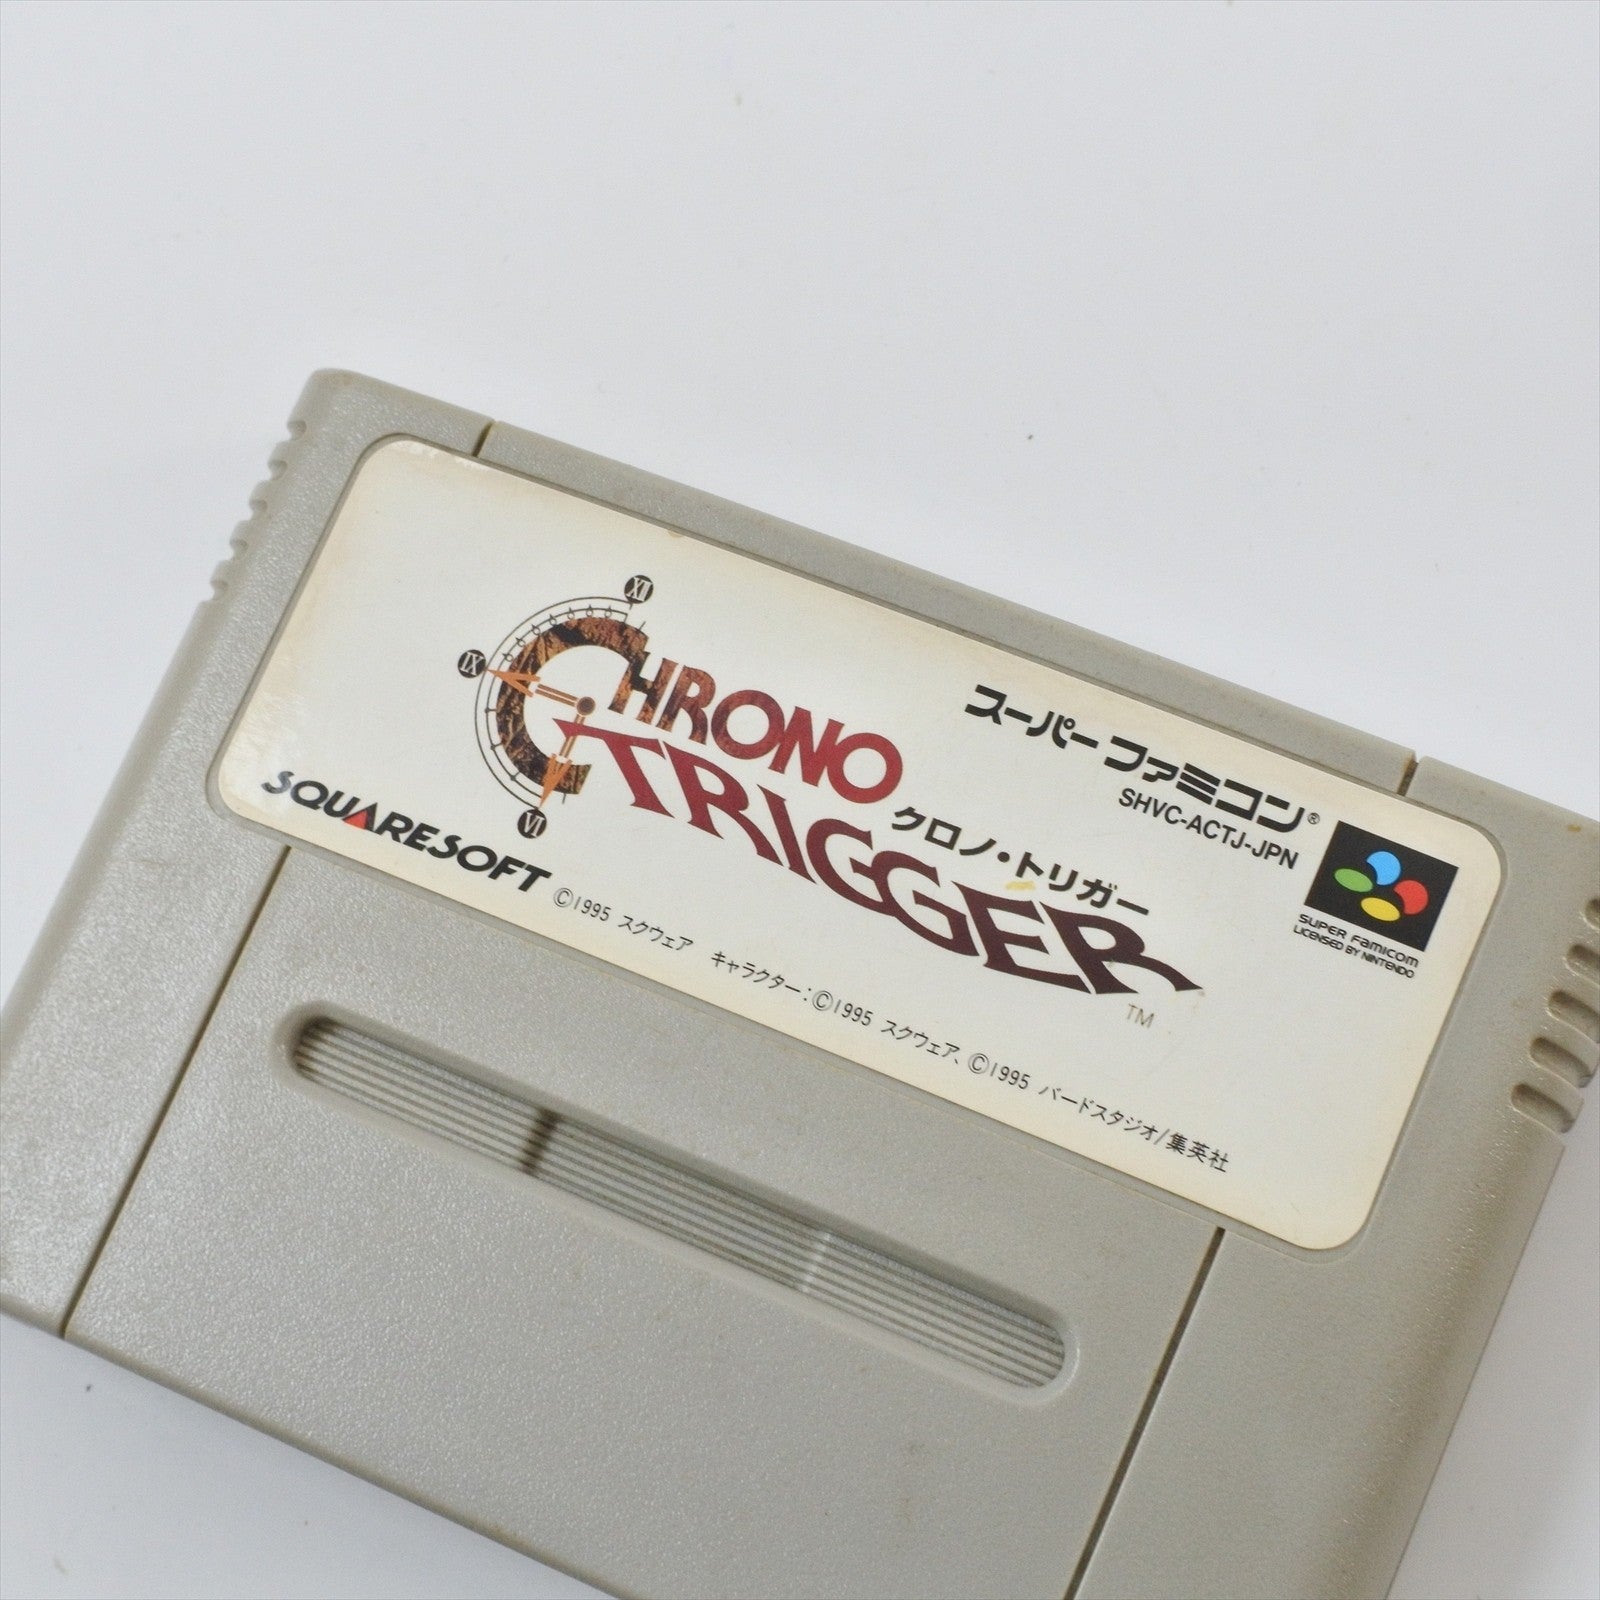 XII
IX
VI
CHRONO
TRIGGER
クロノ・トリガー
TM
スーパーファミコン®
SHVC-ACTJ-JPN
SUPER FAMICOM
LICENSED BY NINTENDO
SQUARESOFT
©1995 スクウェア キャラクター:©1995 スクウェア、©1995 バードスタジオ/集英社